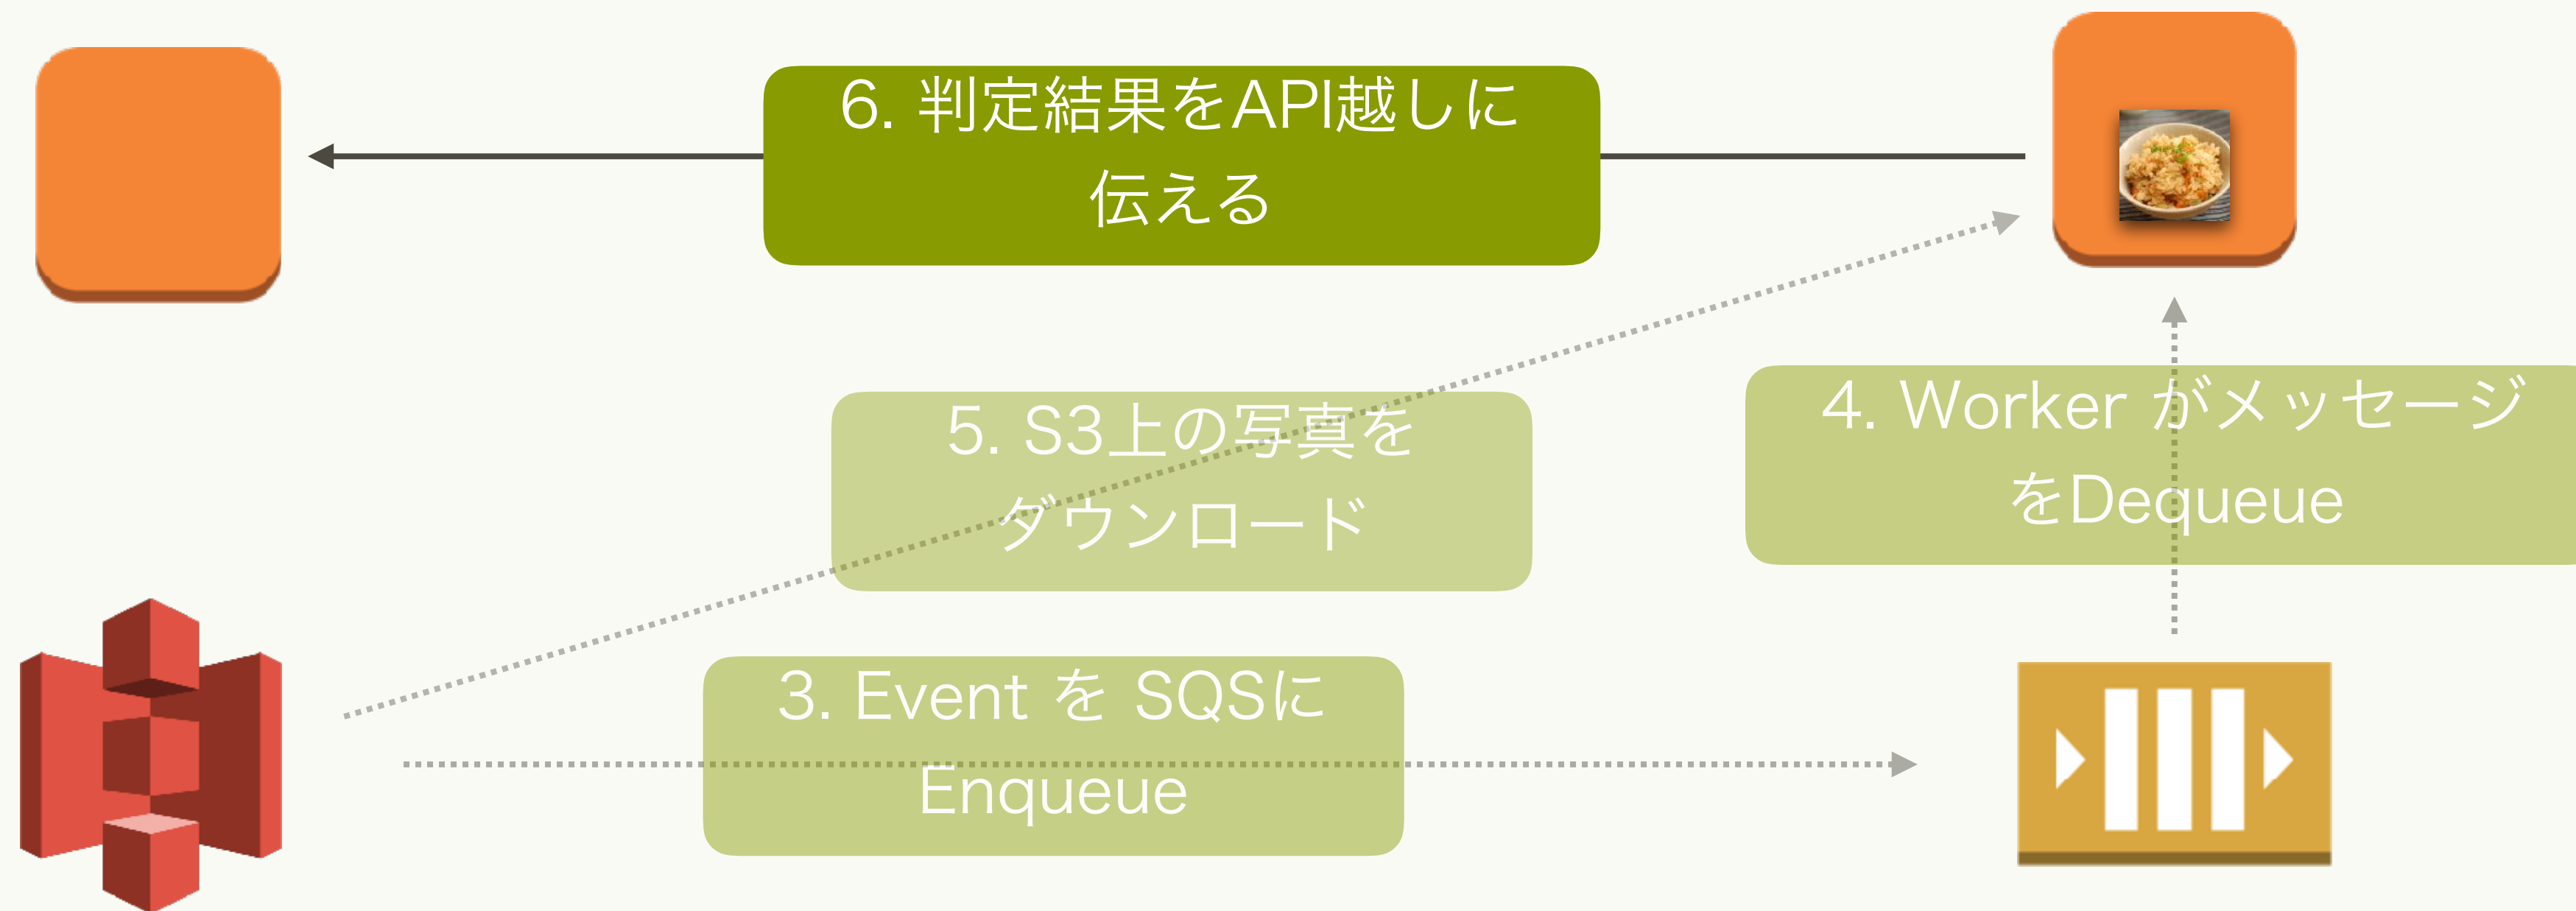 6. 判定結果をAPI越しに
伝える
5. S3上の写真を
ダウンロード
4. Worker がメッセージ
をDequeue
3. Event を SQSに
Enqueue